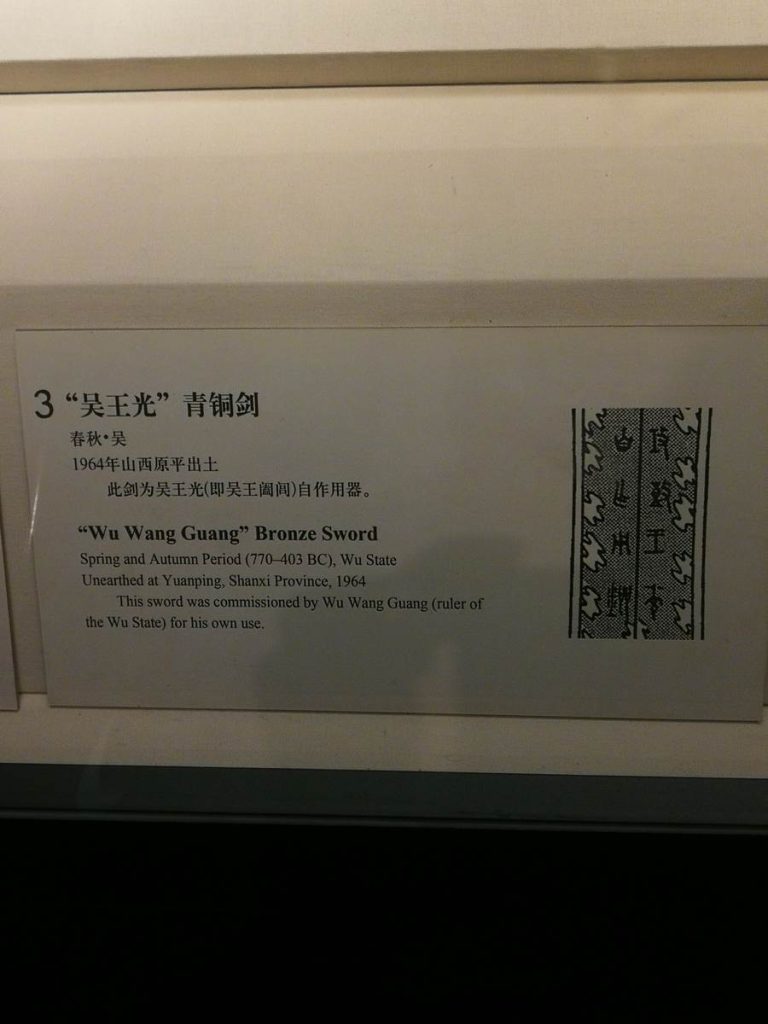 3 “吴王光” 青铜剑
春秋•吴
1964年山西原平出土
此剑为吴王光(即吴王阖闾)自作用器。
“Wu Wang Guang” Bronze Sword
Spring and Autumn Period (770–403 BC), Wu State
Unearthed at Yuanping, Shanxi Province, 1964
This sword was commissioned by Wu Wang Guang (ruler of
the Wu State) for his own use.